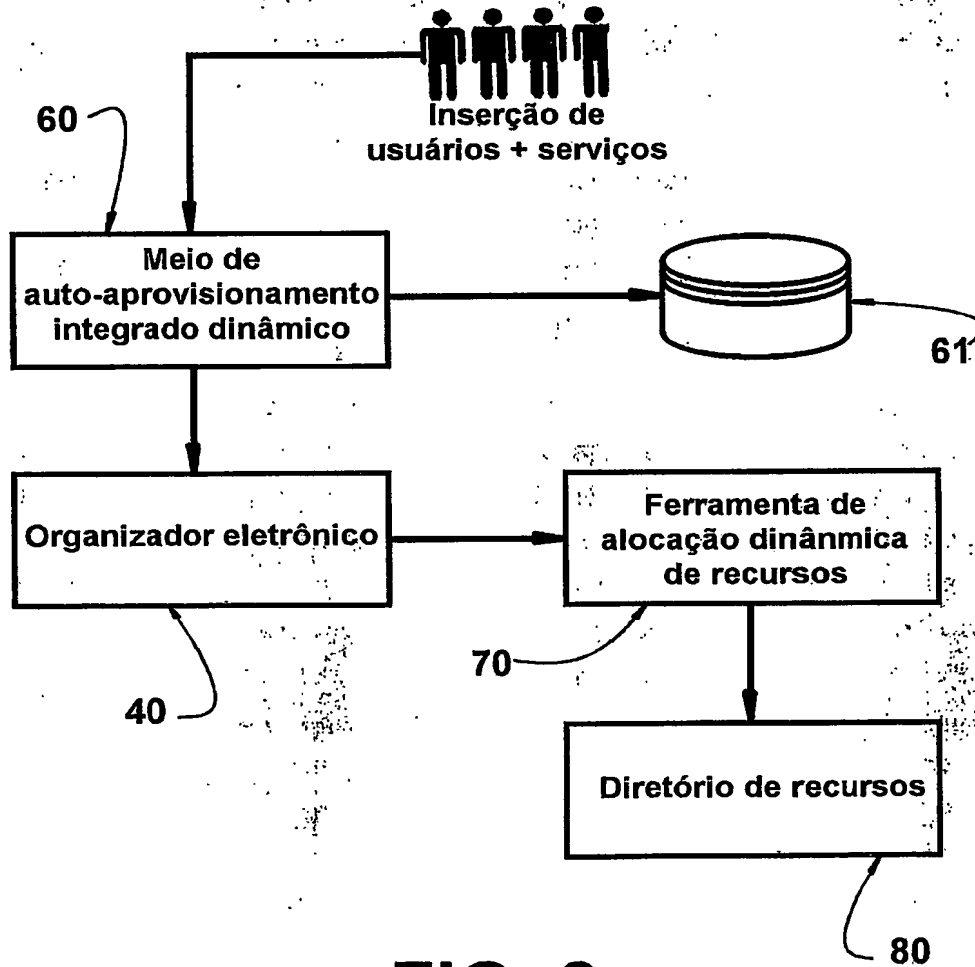 Inserção de
usuários + serviços
60
Meio de
auto-aprovisionamento
integrado dinâmico
61
Organizador eletrônico
Ferramenta de
alocação dinânmica
de recursos
70
40
Diretório de recursos
80